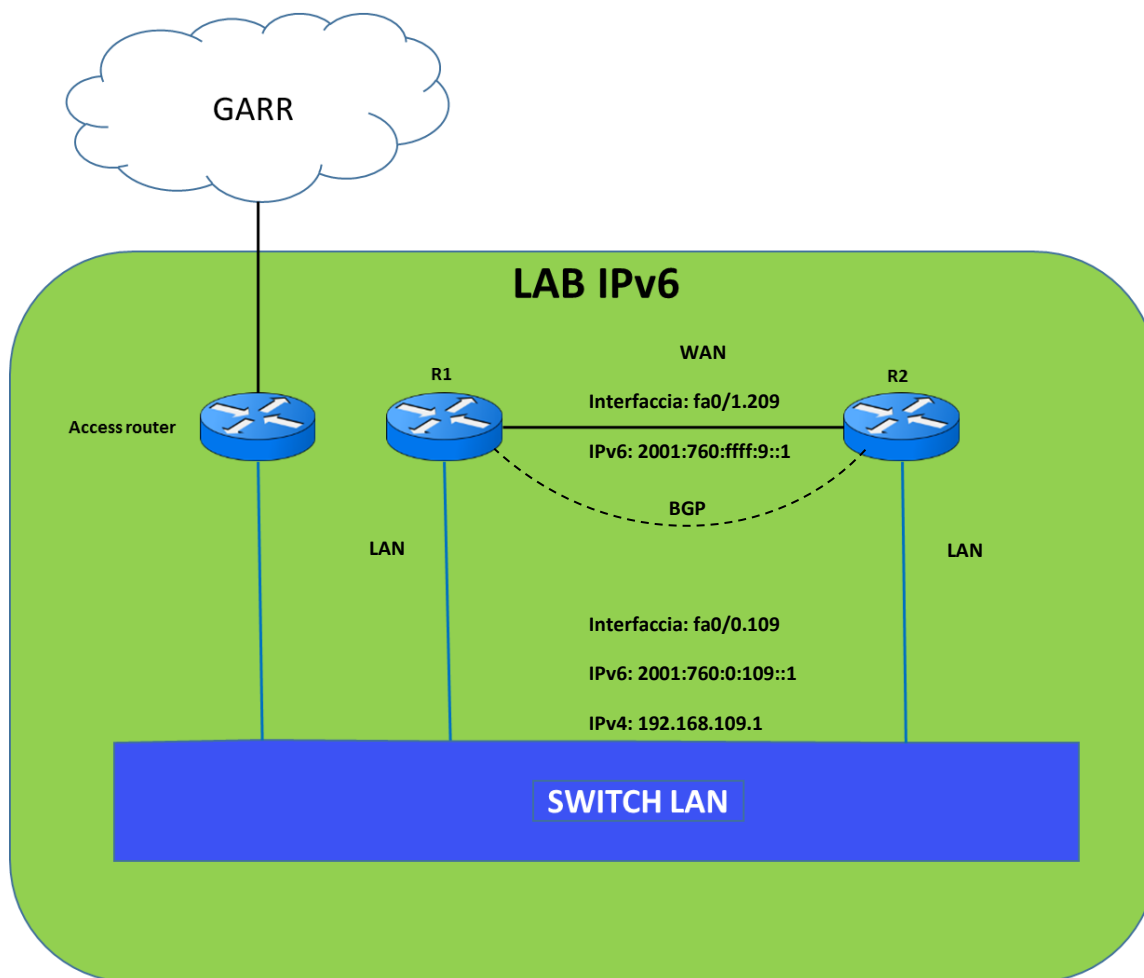 GARR
LAB IPv6
WAN
R1
R2
Interfaccia: fa0/1.209
Access router
IPv6: 2001:760:ffff:9::1
BGP
LAN
LAN
Interfaccia: fa0/0.109
IPv6: 2001:760:0:109::1
IPv4: 192.168.109.1
SWITCH LAN